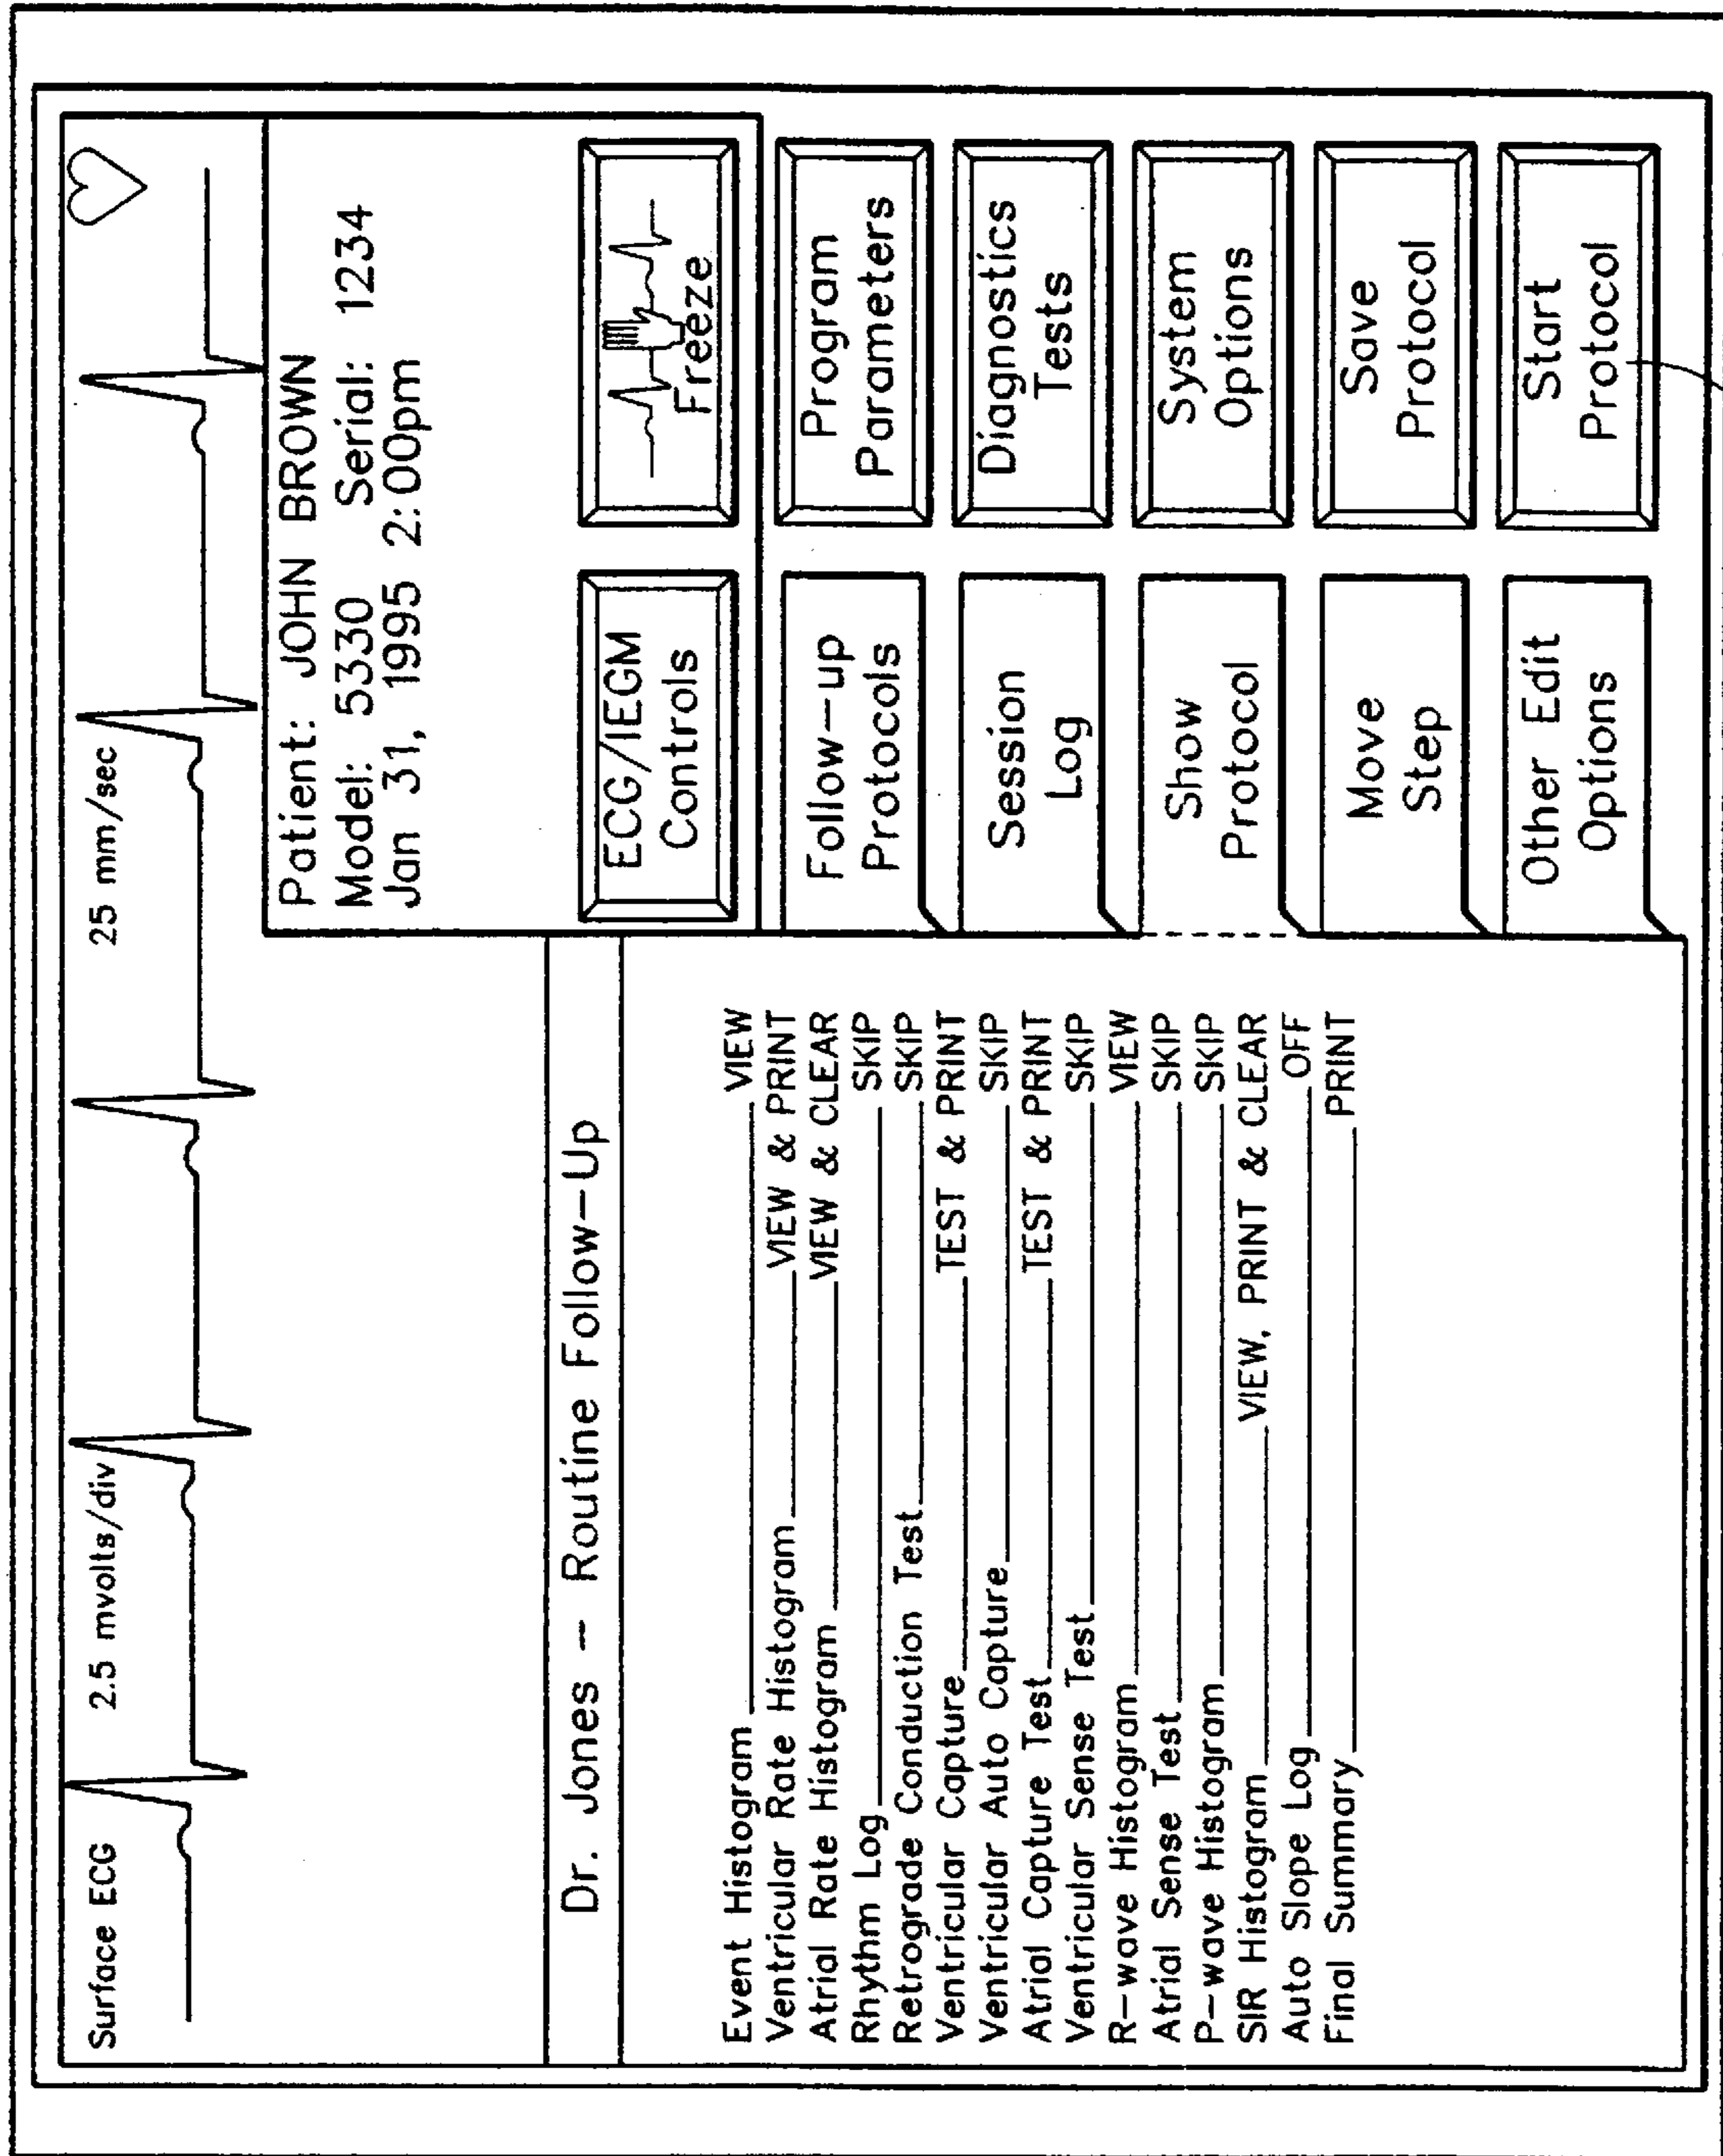 Surface ECG 2.5 mvolts/div 25 mm/sec
Patient: JOHN BROWN
Model: 5330 Serial: 1234
Jan 31, 1995 2:00pm
ECG/IEGM
Controls
Freeze
Dr. Jones – Routine Follow–Up
Event Histogram VIEW
Ventricular Rate Histogram VIEW & PRINT
Atrial Rate Histogram VIEW & CLEAR
Rhythm Log SKIP
Retrograde Conduction Test SKIP
Ventricular Capture TEST & PRINT
Ventricular Auto Capture SKIP
Atrial Capture Test TEST & PRINT
Ventricular Sense Test SKIP
R–wave Histogram VIEW
Atrial Sense Test SKIP
P–wave Histogram SKIP
SIR Histogram VIEW, PRINT & CLEAR
Auto Slope Log OFF
Final Summary PRINT
Follow–up
Protocols
Program
Parameters
Session
Log
Diagnostics
Tests
Show
Protocol
System
Options
Move
Step
Save
Protocol
Other Edit
Options
Start
Protocol